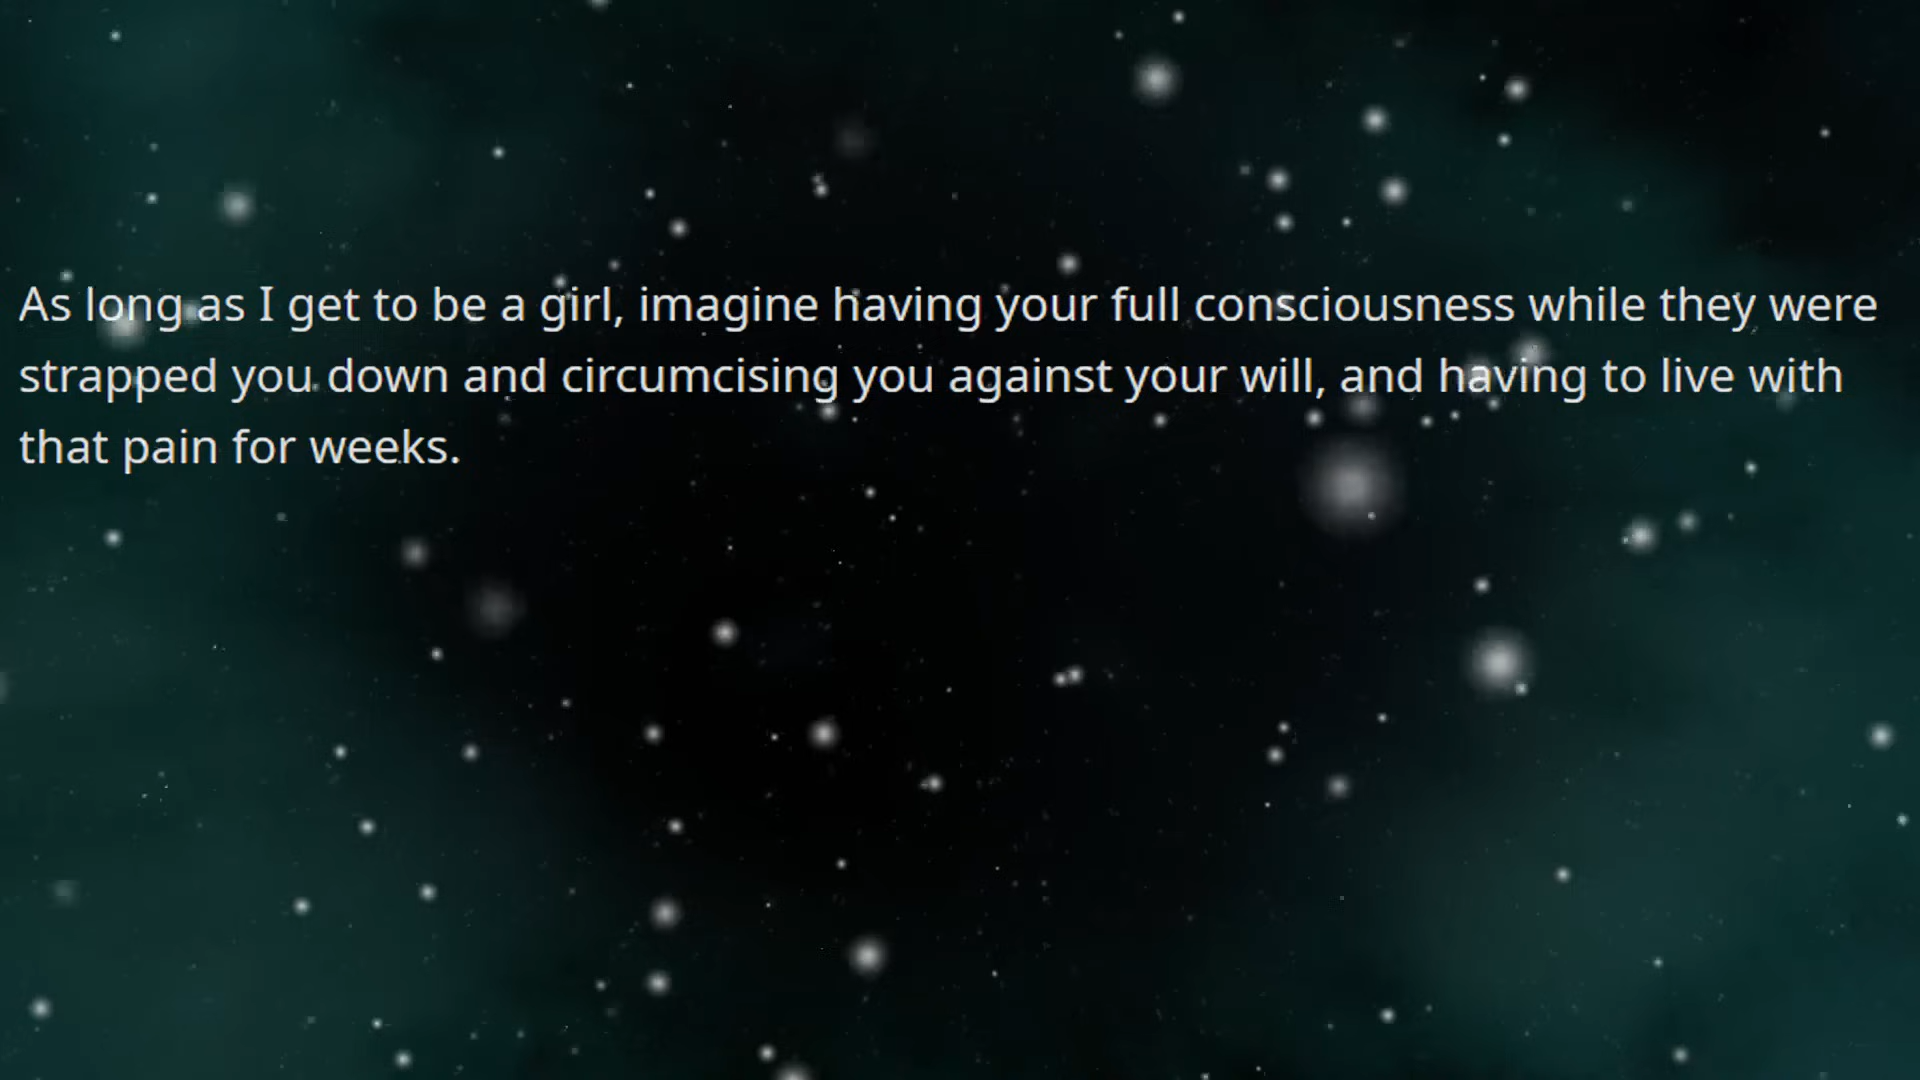 As long as I get to be a girl, imagine having your full consciousness while they were
strapped you down and circumcising you against your will, and having to live with
that pain for weeks.